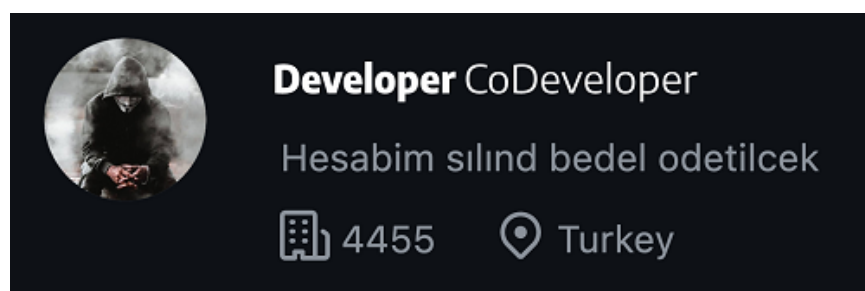 Developer CoDeveloper
Hesabim sılınd bedel odetilcek
4455 Turkey